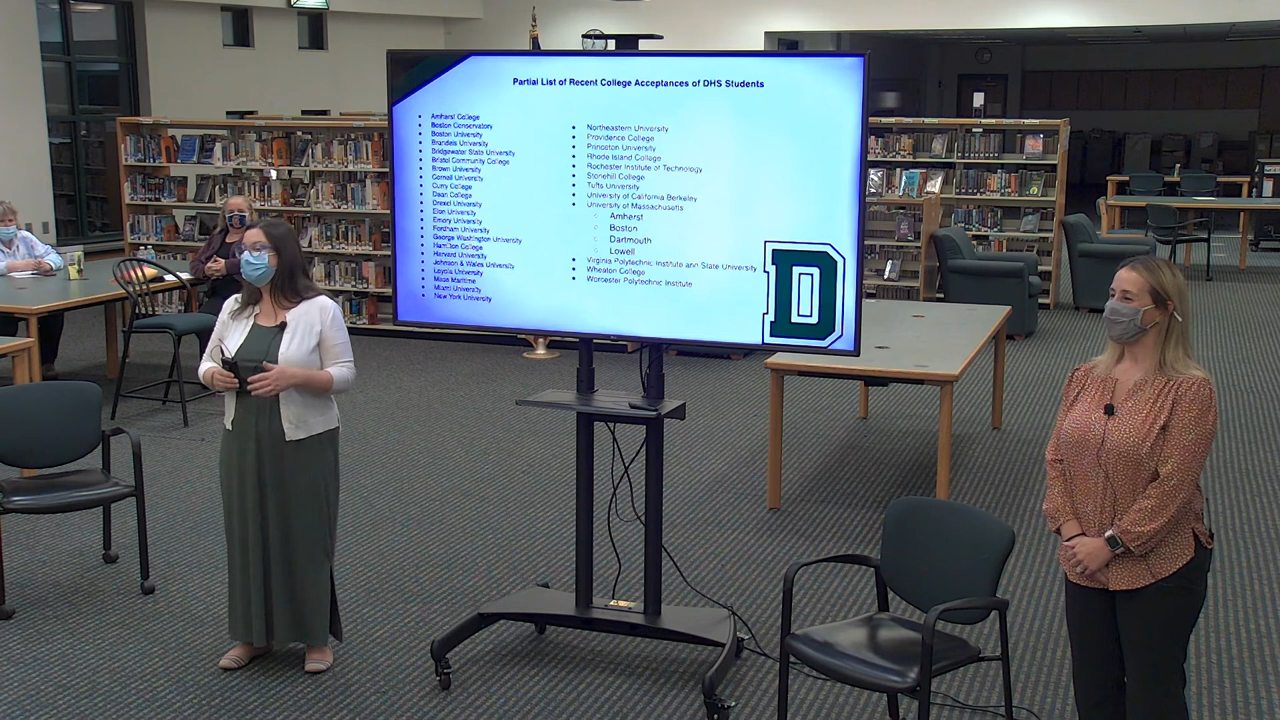 Partial List of Recent College Acceptances of DHS Students
Amherst College
Boston Conservatory
Boston University
Brandeis University
Bridgewater State University
Bristol Community College
Brown University
Cornell University
Curry College
Dean College
Drexel University
Elon University
Emory University
Fordham University
George Washington University
Hamilton College
Harvard University
Johnson & Wales University
Loyola University
Mass Maritime
Miami University
New York University
Northeastern University
Providence College
Princeton University
Rhode Island College
Rochester Institute of Technology
Stonehill College
Tufts University
University of California Berkeley
University of Massachusetts
Amherst
Boston
Dartmouth
Lowell
Virginia Polytechnic Institute and State University
Wheaton College
Worcester Polytechnic Institute
D